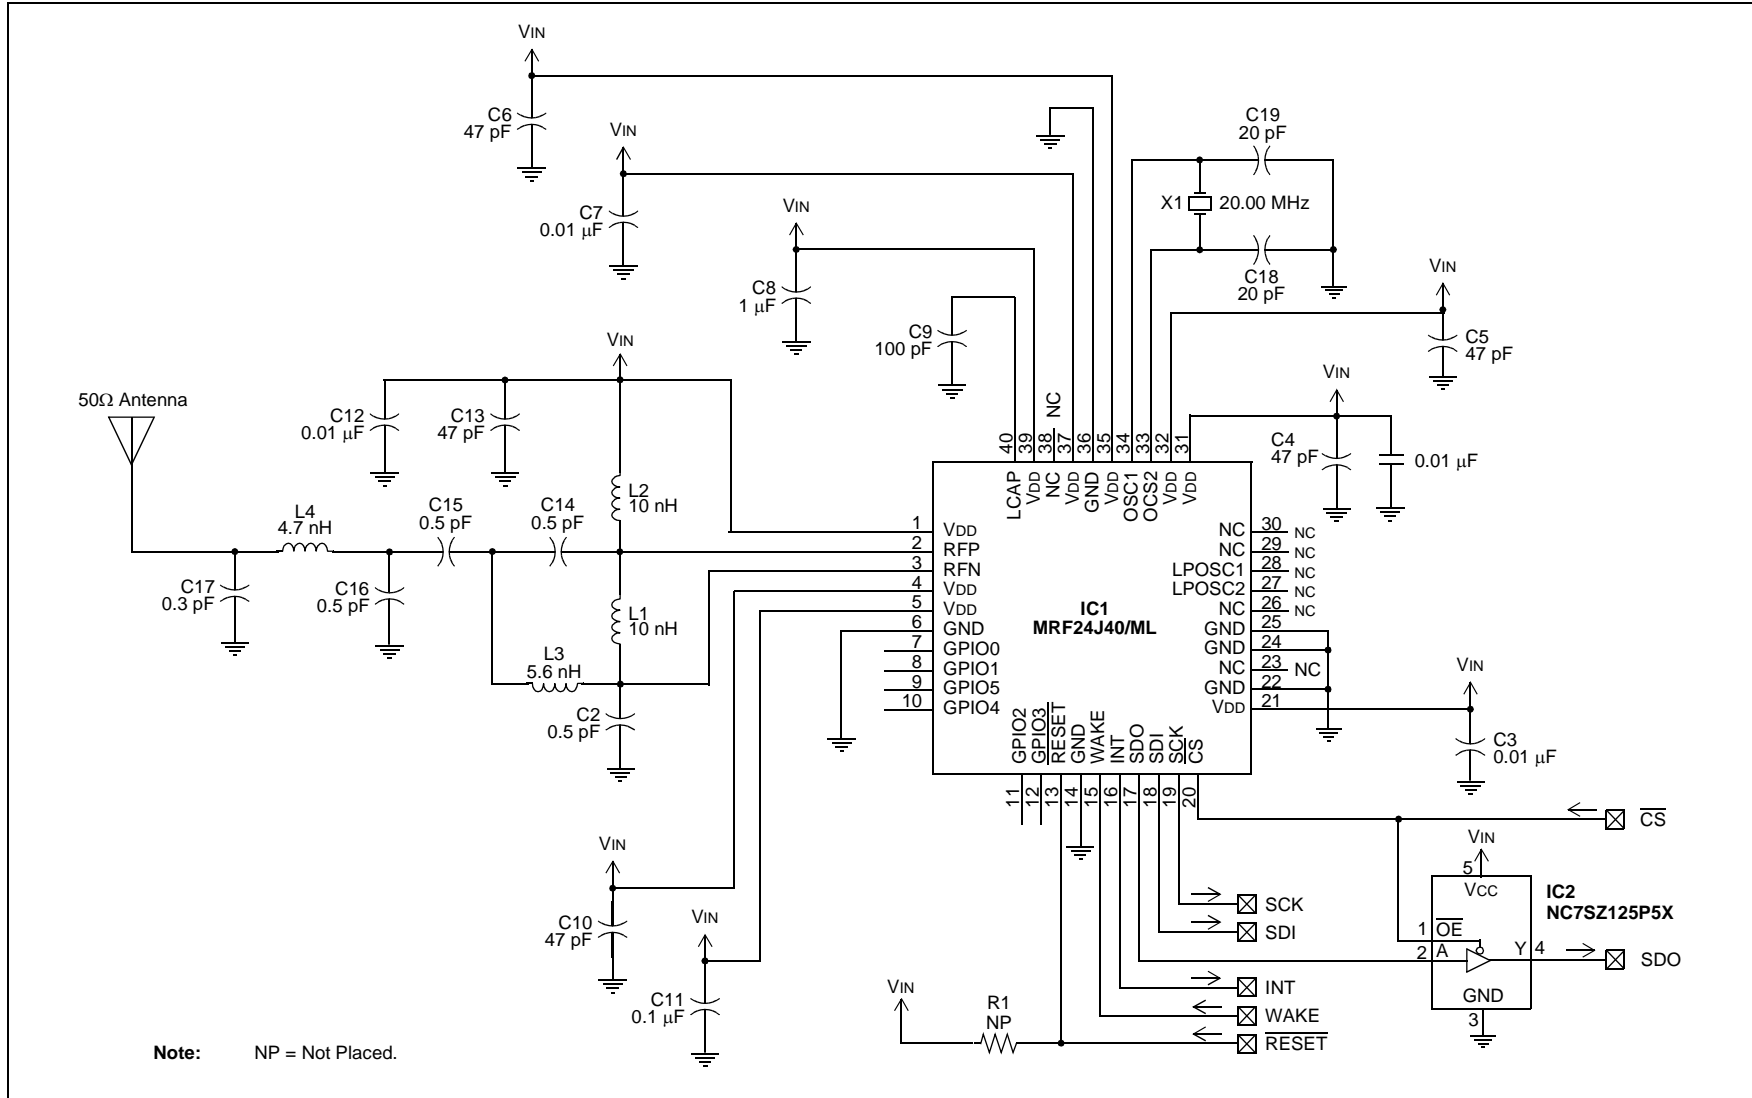 VIN
C6
47 pF
VIN
C7
0.01 μF
VIN
C8
1 μF
C9
100 pF
C19
20 pF
X1
20.00 MHz
C18
20 pF
VIN
C5
47 pF
VIN
C4
47 pF
0.01 μF
50Ω Antenna
VIN
C12
0.01 μF
C13
47 pF
L2
10 nH
L4
4.7 nH
C15
0.5 pF
C14
0.5 pF
C17
0.3 pF
C16
0.5 pF
L1
10 nH
L3
5.6 nH
C2
0.5 pF
NC
40 39 38 37 36 35 34 33 32 31
LCAP VDD NC VDD GND VDD OSC1 OCS2 VDD VDD
1 VDD
2 RFP
3 RFN
4 VDD
5 VDD
6 GND
7 GPIO0
8 GPIO1
9 GPIO5
10 GPIO4
IC1
MRF24J40/ML
NC 30 NC
NC 29 NC
LPOSC1 28 NC
LPOSC2 27 NC
NC 26 NC
GND 25
GND 24
NC 23 NC
GND 22
VDD 21
GPIO2 GPIO3 RESET GND WAKE INT SDO SDI SCK CS
11 12 13 14 15 16 17 18 19 20
VIN
C3
0.01 μF
CS
VIN
5
VCC
IC2
NC7SZ125P5X
1 OE
2 A
Y 4
SDO
GND
3
SCK
SDI
INT
WAKE
RESET
VIN
C10
47 pF
VIN
C11
0.1 μF
VIN
R1
NP
Note: NP = Not Placed.